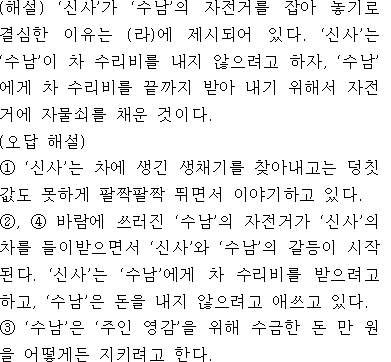 (해설) ‘신사’가 ‘수남’의 자전거를 잡아 놓기로
결심한 이유는 (라)에 제시되어 있다. ‘신사’는
‘수남’이 차 수리비를 내지 않으려고 하자, ‘수남’
에게 차 수리비를 끝까지 받아 내기 위해서 자전
거에 자물쇠를 채운 것이다.
(오답 해설)
① ‘신사’는 차에 생긴 생채기를 찾아내고는 덩칫
값도 못하게 팔짝팔짝 뛰면서 이야기하고 있다.
②, ④ 바람에 쓰러진 ‘수남’의 자전거가 ‘신사’의
차를 들이받으면서 ‘신사’와 ‘수남’의 갈등이 시작
된다. ‘신사’는 ‘수남’에게 차 수리비를 받으려고
하고, ‘수남’은 돈을 내지 않으려고 애쓰고 있다.
③ ‘수남’은 ‘주인 영감’을 위해 수금한 돈 만 원
을 어떻게든 지키려고 한다.